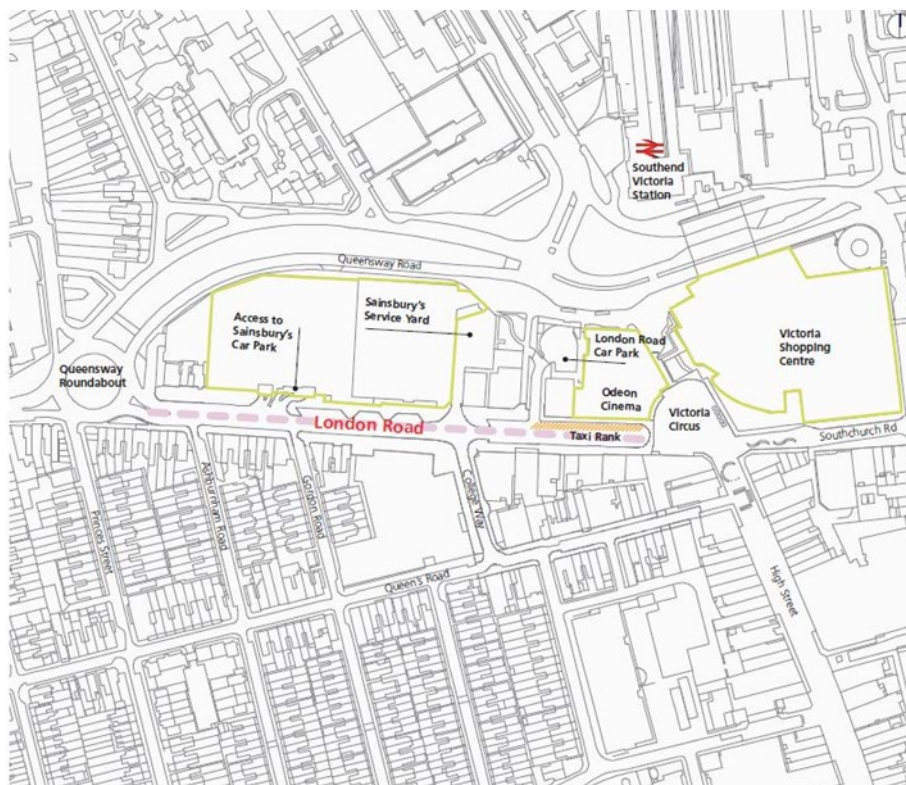 Southend
Victoria
Station
Queensway Road
Access to
Sainsbury's
Car Park
Sainsbury's
Service Yard
London Road
Car Park
Victoria
Shopping
Centre
Queensway
Roundabout
Odeon
Cinema
Victoria
Circus
London Road
Taxi Rank
Southchurch Rd
Princes Street
Ashburnham Road
Gordon Road
College Way
Queen's Road
High Street